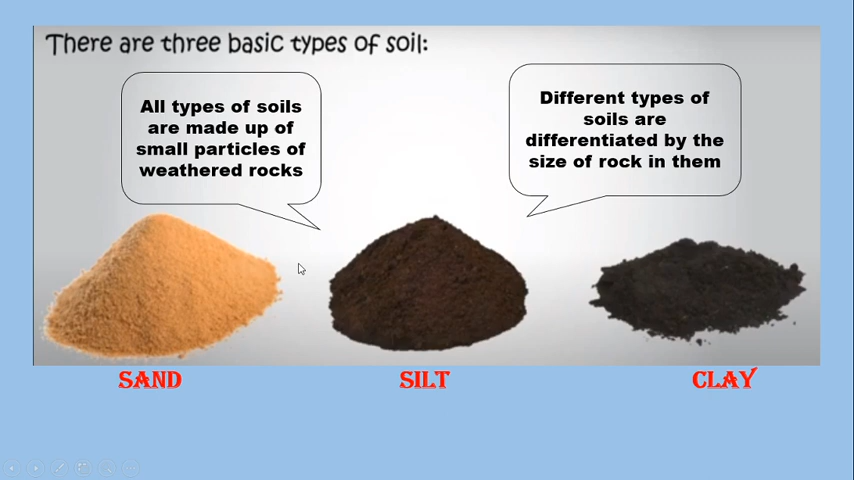 There are three basic types of soil:
All types of soils
are made up of
small particles of
weathered rocks
Different types of
soils are
differentiated by the
size of rock in them
SAND
SILT
CLAY